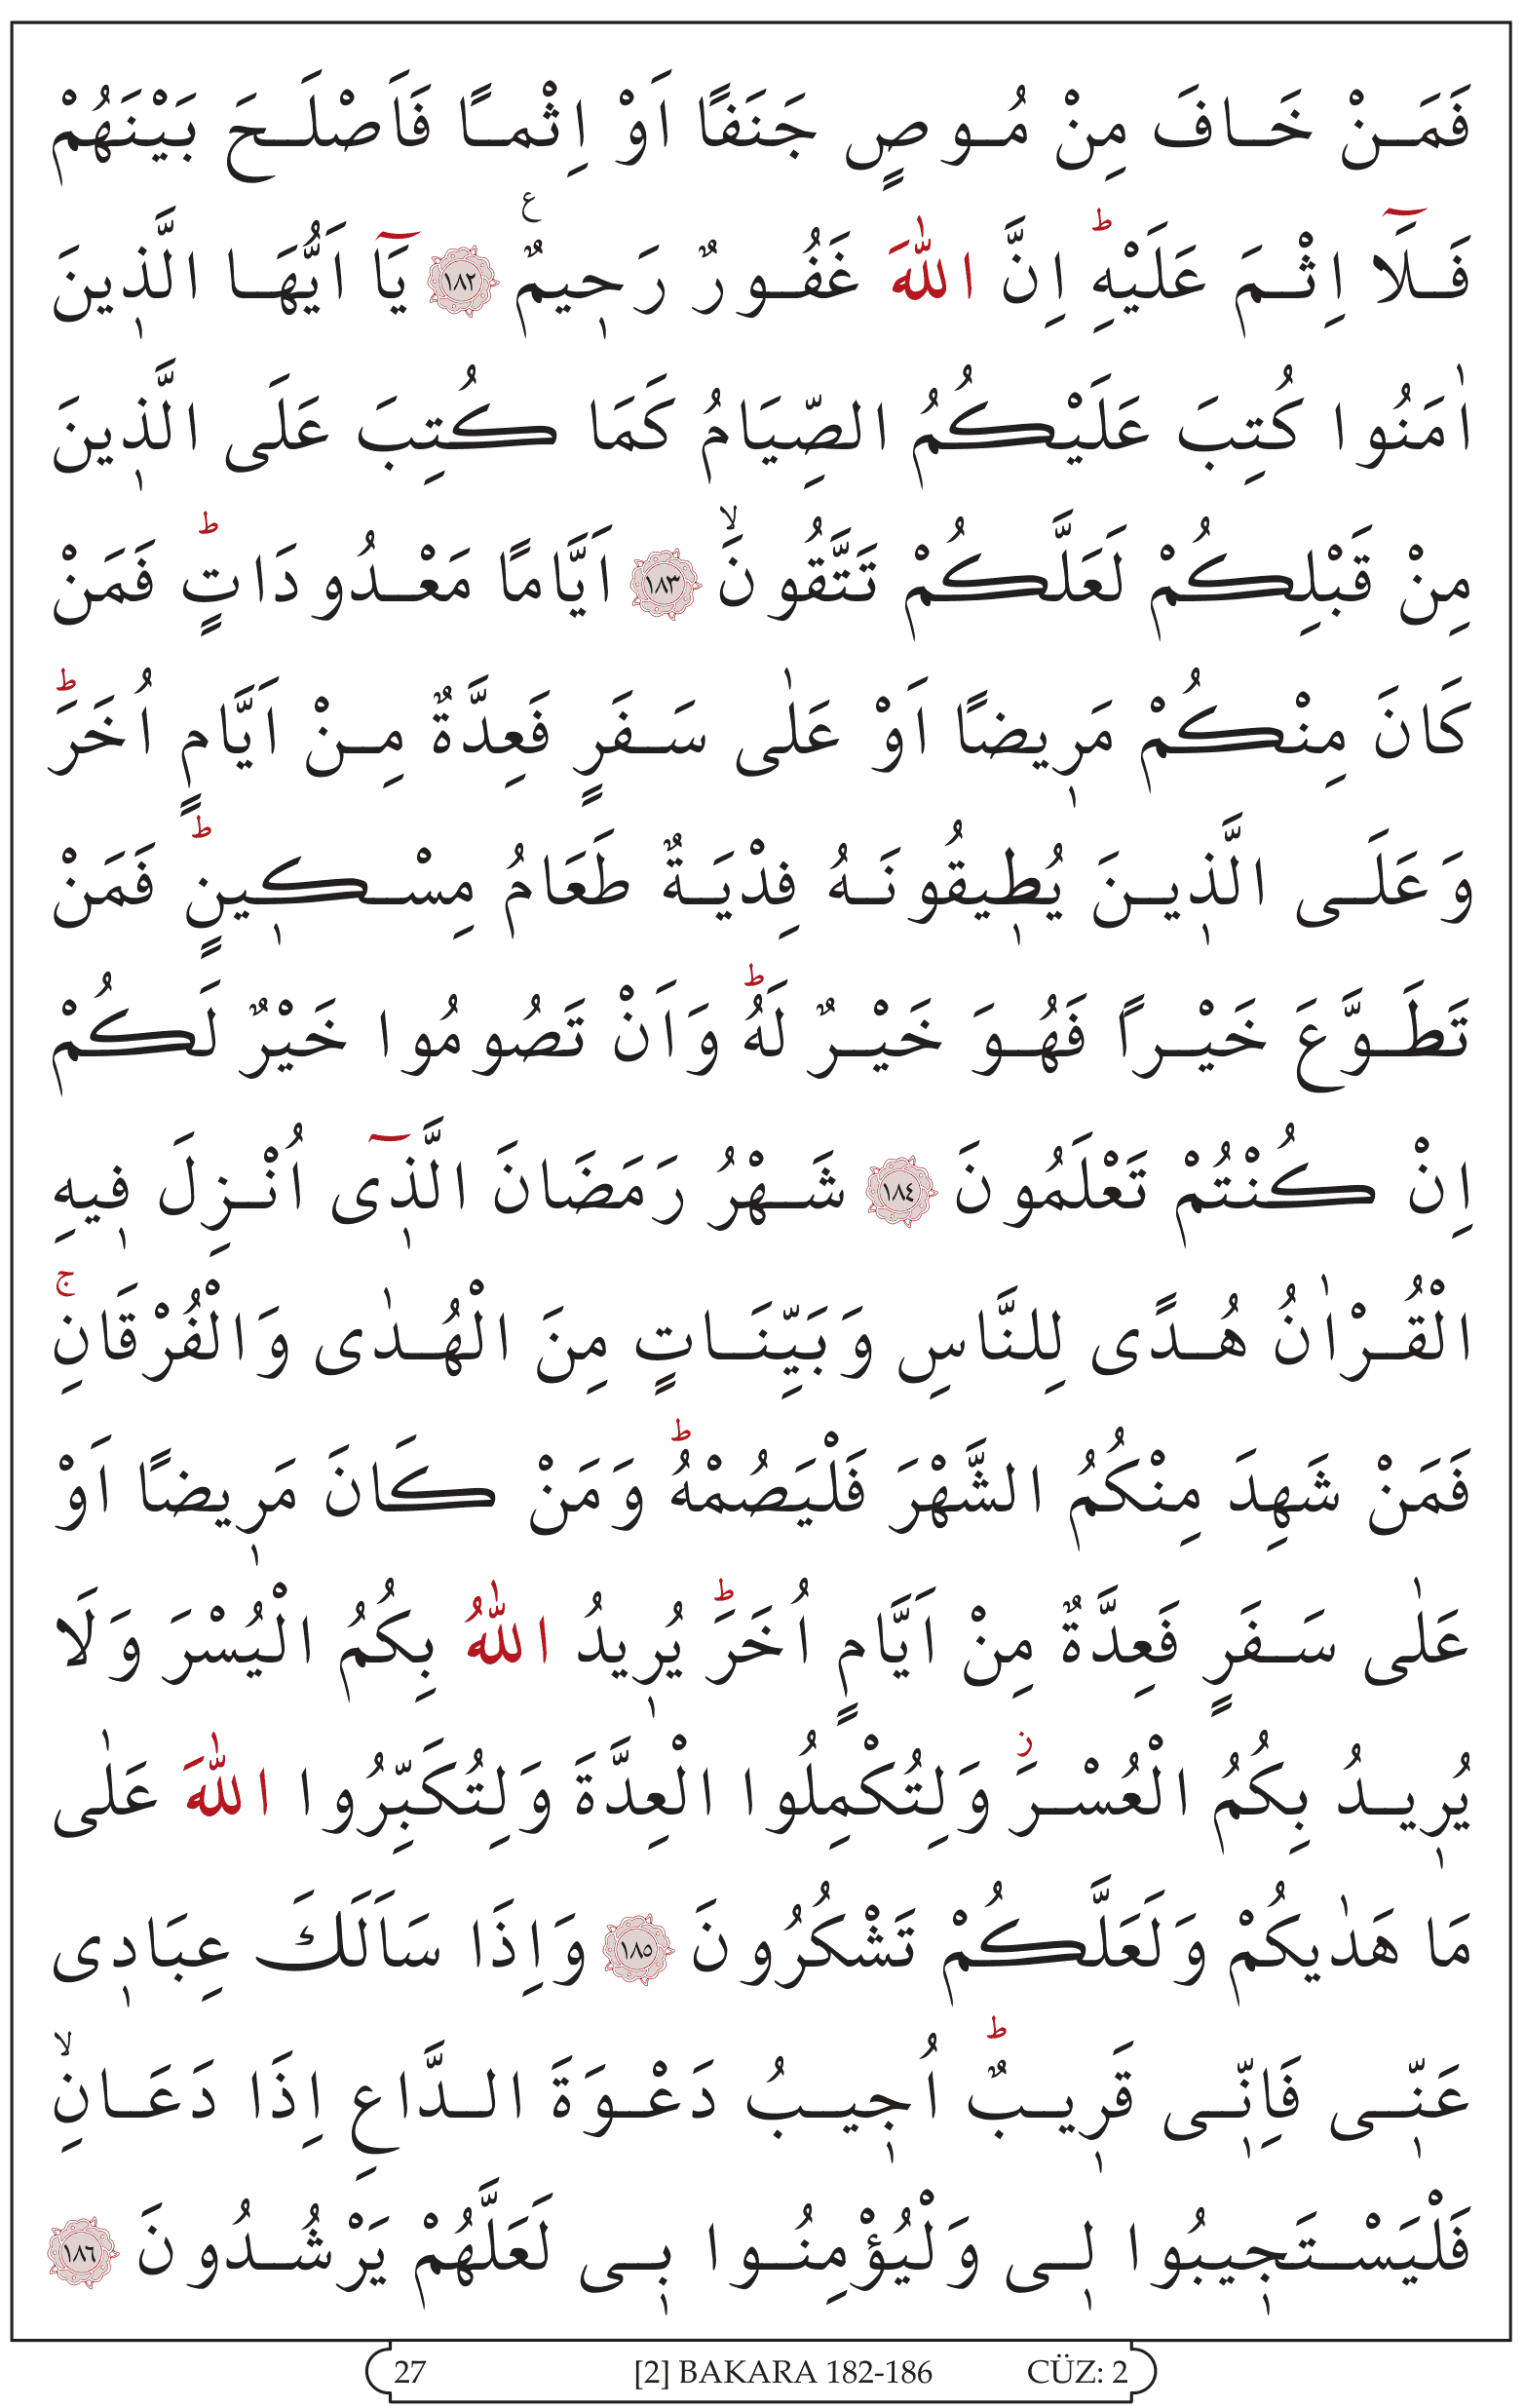 فَمَنْ خَافَ مِنْ مُوصٍ جَنَفًا اَوْ اِثْمًا فَاَصْلَحَ بَيْنَهُمْ
فَلَٓا اِثْمَ عَلَيْهِۜ اِنَّ اللّٰهَ غَفُورٌ رَح۪يمٌ۟ ﴿١٨٢﴾ يَٓا اَيُّهَا الَّذ۪ينَ
اٰمَنُوا كُتِبَ عَلَيْكُمُ الصِّيَامُ كَمَا كُتِبَ عَلَى الَّذ۪ينَ
مِنْ قَبْلِكُمْ لَعَلَّكُمْ تَتَّقُونَۙ ﴿١٨٣﴾ اَيَّامًا مَعْدُودَاتٍۜ فَمَنْ
كَانَ مِنْكُمْ مَر۪يضًا اَوْ عَلٰى سَفَرٍ فَعِدَّةٌ مِنْ اَيَّامٍ اُخَرَۜ
وَعَلَى الَّذ۪ينَ يُط۪يقُونَهُ فِدْيَةٌ طَعَامُ مِسْك۪ينٍۜ فَمَنْ
تَطَوَّعَ خَيْراً فَهُوَ خَيْرٌ لَهُۜ وَاَنْ تَصُومُوا خَيْرٌ لَكُمْ
اِنْ كُنْتُمْ تَعْلَمُونَ ﴿١٨٤﴾ شَهْرُ رَمَضَانَ الَّذ۪ٓى اُنْزِلَ ف۪يهِ
الْقُرْاٰنُ هُدًى لِلنَّاسِ وَبَيِّنَاتٍ مِنَ الْهُدٰى وَالْفُرْقَانِۚ
فَمَنْ شَهِدَ مِنْكُمُ الشَّهْرَ فَلْيَصُمْهُۜ وَمَنْ كَانَ مَر۪يضًا اَوْ
عَلٰى سَفَرٍ فَعِدَّةٌ مِنْ اَيَّامٍ اُخَرَۜ يُر۪يدُ اللّٰهُ بِكُمُ الْيُسْرَ وَلَا
يُر۪يدُ بِكُمُ الْعُسْرَۘ وَلِتُكْمِلُوا الْعِدَّةَ وَلِتُكَبِّرُوا اللّٰهَ عَلٰى
مَا هَدٰيكُمْ وَلَعَلَّكُمْ تَشْكُرُونَ ﴿١٨٥﴾ وَاِذَا سَاَلَكَ عِبَاد۪ى
عَنّ۪ى فَاِنّ۪ى قَر۪يبٌۜ اُج۪يبُ دَعْوَةَ الدَّاعِ اِذَا دَعَانِۙ
فَلْيَسْتَج۪يبُوا ل۪ى وَلْيُؤْمِنُوا ب۪ى لَعَلَّهُمْ يَرْشُدُونَ ﴿١٨٦﴾
27 [2] BAKARA 182-186 CÜZ: 2